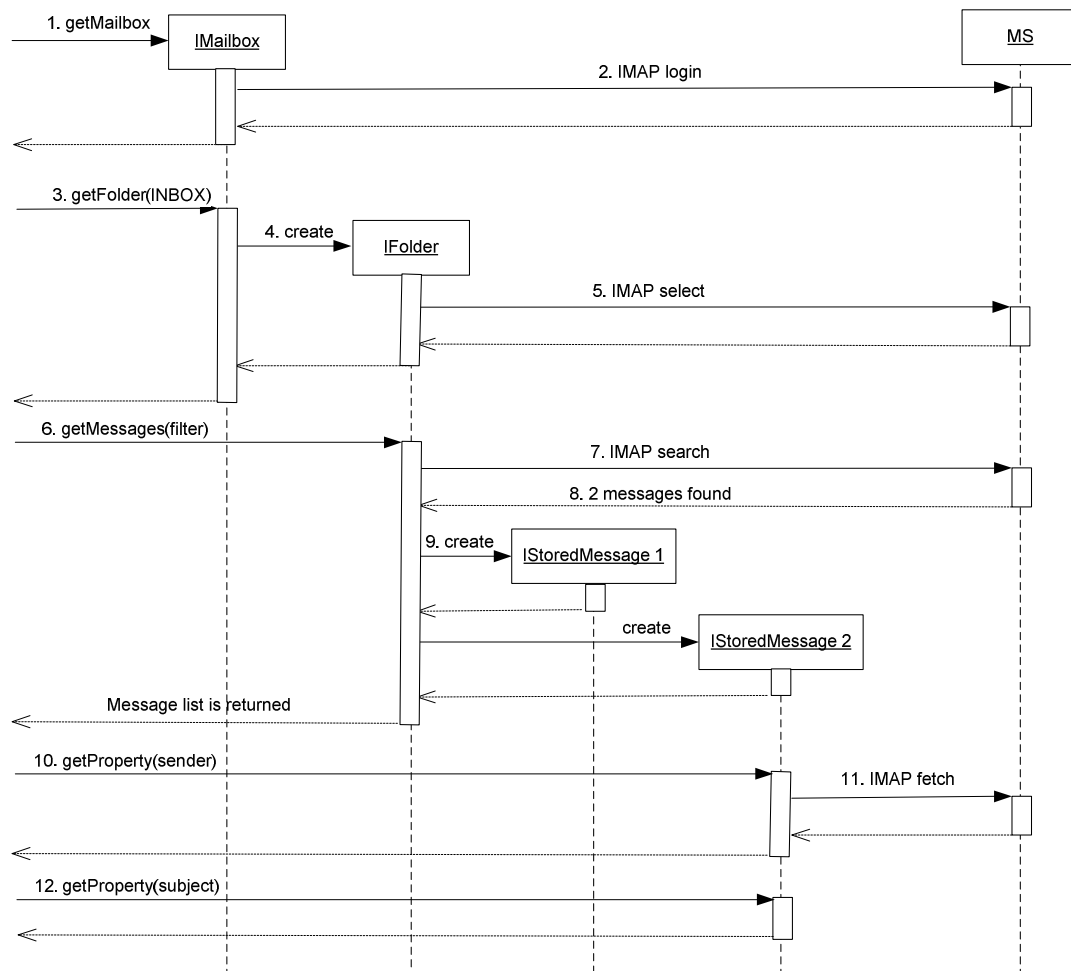 1. getMailbox
IMailbox
MS
2. IMAP login
3. getFolder(INBOX)
4. create
IFolder
5. IMAP select
6. getMessages(filter)
7. IMAP search
8. 2 messages found
9. create
IStoredMessage 1
create
IStoredMessage 2
Message list is returned
10. getProperty(sender)
11. IMAP fetch
12. getProperty(subject)